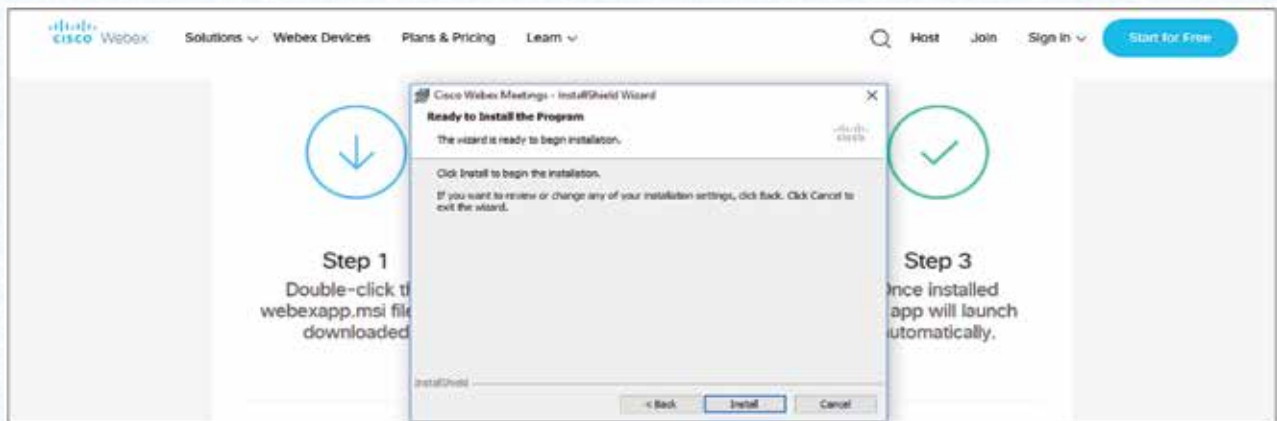 CISCO Webex Solutions Webex Devices Plans & Pricing Learn Host Join Sign in Start for Free
Cisco Webex Meetings - InstallShield Wizard
Ready to Install the Program
The wizard is ready to begin installation.
CISCO
Click Install to begin the installation.
If you want to review or change any of your installation settings, click Back. Click Cancel to
exit the wizard.
Step 1
Double-click th
webexapp.msi file
downloaded
Step 3
Once installed
app will launch
utomatically.
InstallShield
< Back Install Cancel